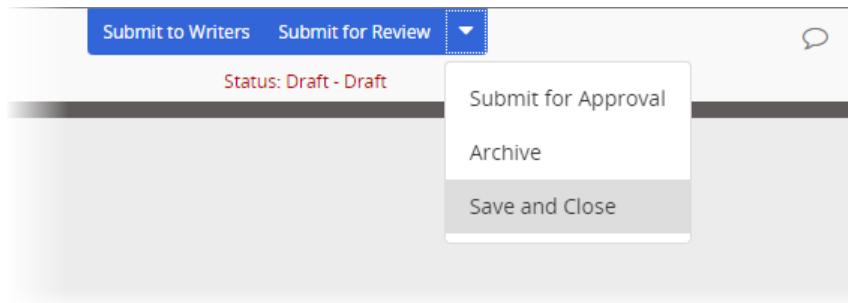 Submit to Writers Submit for Review
Status: Draft - Draft
Submit for Approval
Archive
Save and Close